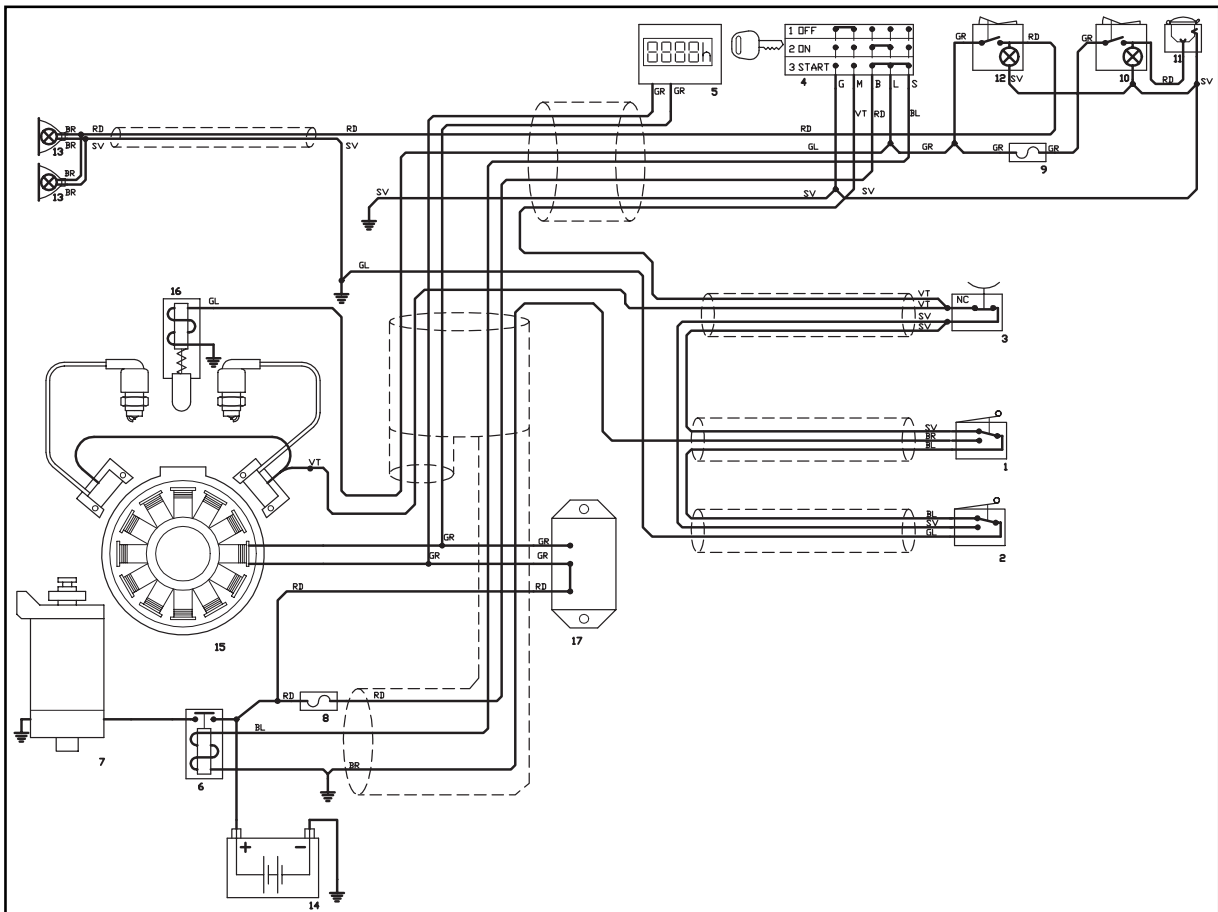 8888h
5
GR GR
1 OFF
2 ON
3 START
4
G M B L S
VT RD BL
GR RD
12
SV
GR
10
RD
11
SV
BR RD
13
BR SV
BR
13
BR
RD
SV
RD
GL GR GR GR
9
SV
SV SV
GL
16
GL
VT
NC
VT
SV
SV
3
SV
BR
BL
1
BL
SV
GL
2
VT
GR GR
GR GR
RD RD
17
15
RD RD
8
BL
BR
7
6
+ −
14